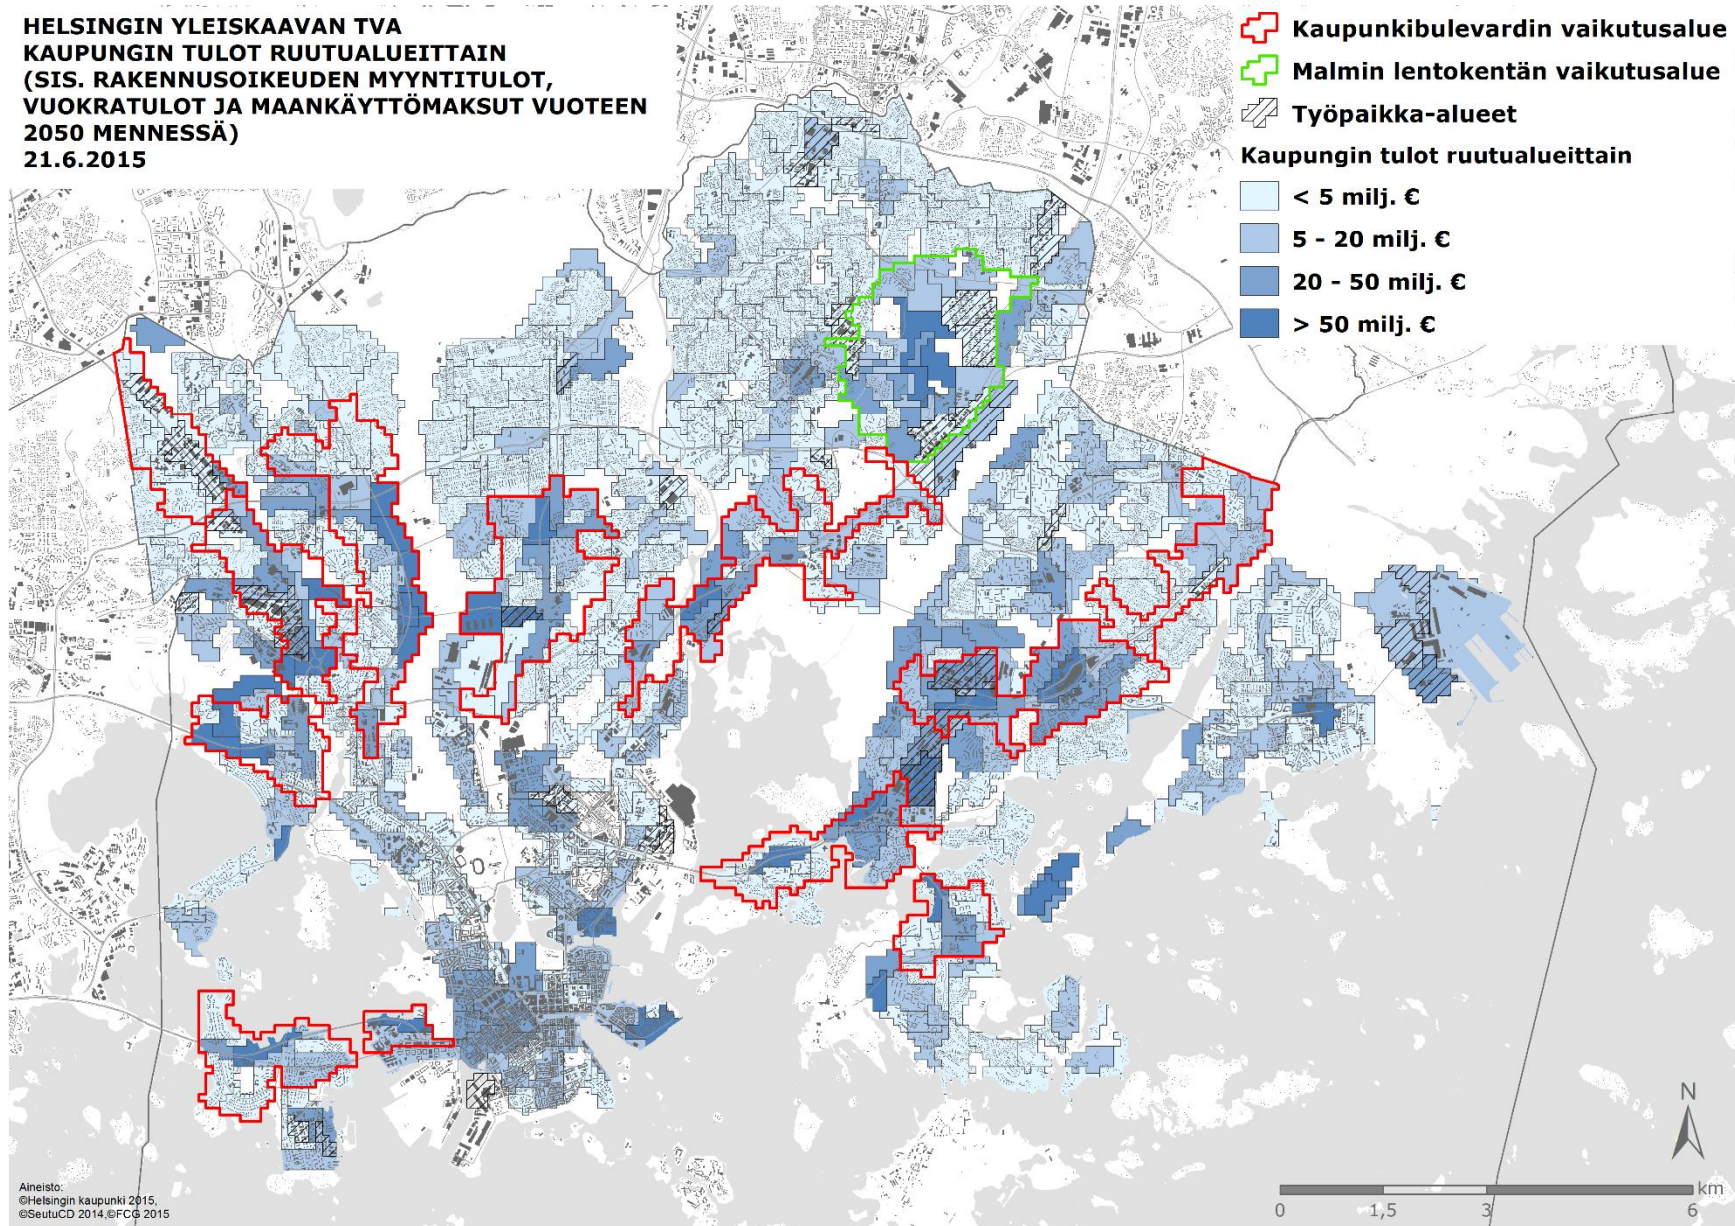 HELSINGIN YLEISKAAVAN TVA
KAUPUNGIN TULOT RUUTUALUEITTAIN
(SIS. RAKENNUSOIKEUDEN MYYNTITULOT,
VUOKRATULOT JA MAANKÄYTTÖMAKSUT VUOTEEN
2050 MENNESSÄ)
21.6.2015
Kaupunkibulevardin vaikutusalue
Malmin lentokentän vaikutusalue
Työpaikka-alueet
Kaupungin tulot ruutualueittain
< 5 milj. €
5 - 20 milj. €
20 - 50 milj. €
> 50 milj. €
N
km
0 1,5 3 6
Aineisto:
©Helsingin kaupunki 2015,
©SeutuCD 2014,©FCG 2015